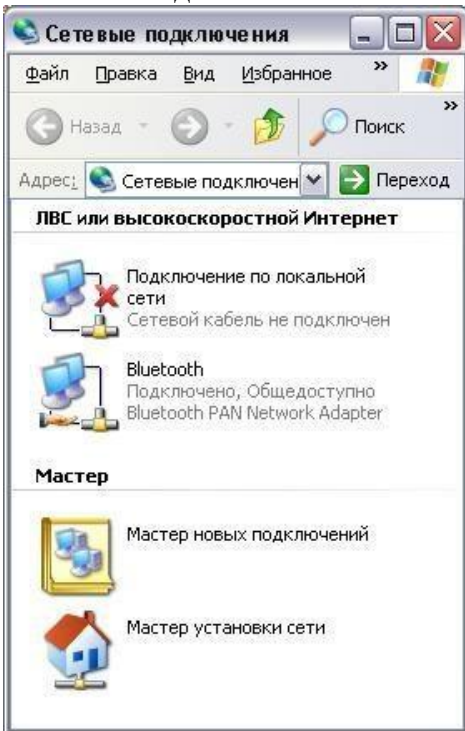 Сетевые подключения
Файл Правка Вид Избранное »
Назад Поиск »
Адрес: Сетевые подключен Переход
ЛВС или высокоскоростной Интернет
Подключение по локальной
сети
Сетевой кабель не подключен
Bluetooth
Подключено, Общедоступно
Bluetooth PAN Network Adapter
Мастер
Мастер новых подключений
Мастер установки сети